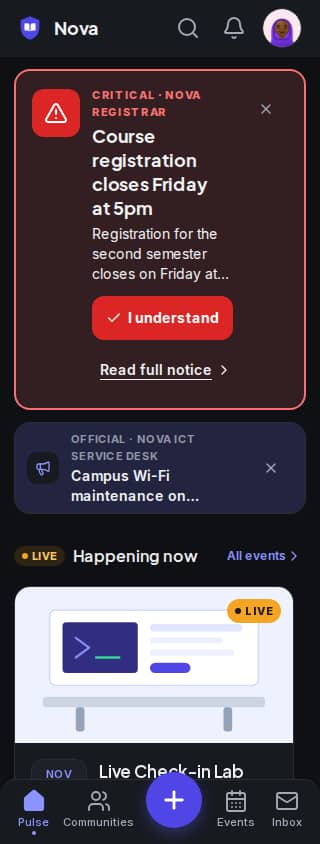 Nova
CRITICAL · NOVA
REGISTRAR
Course
registration
closes Friday
at 5pm
Registration for the
second semester
closes on Friday at...
I understand
Read full notice
OFFICIAL · NOVA ICT
SERVICE DESK
Campus Wi-Fi
maintenance on...
LIVE
Happening now
All events
LIVE
NOV
Live Check-in Lab
Pulse
Communities
Events
Inbox